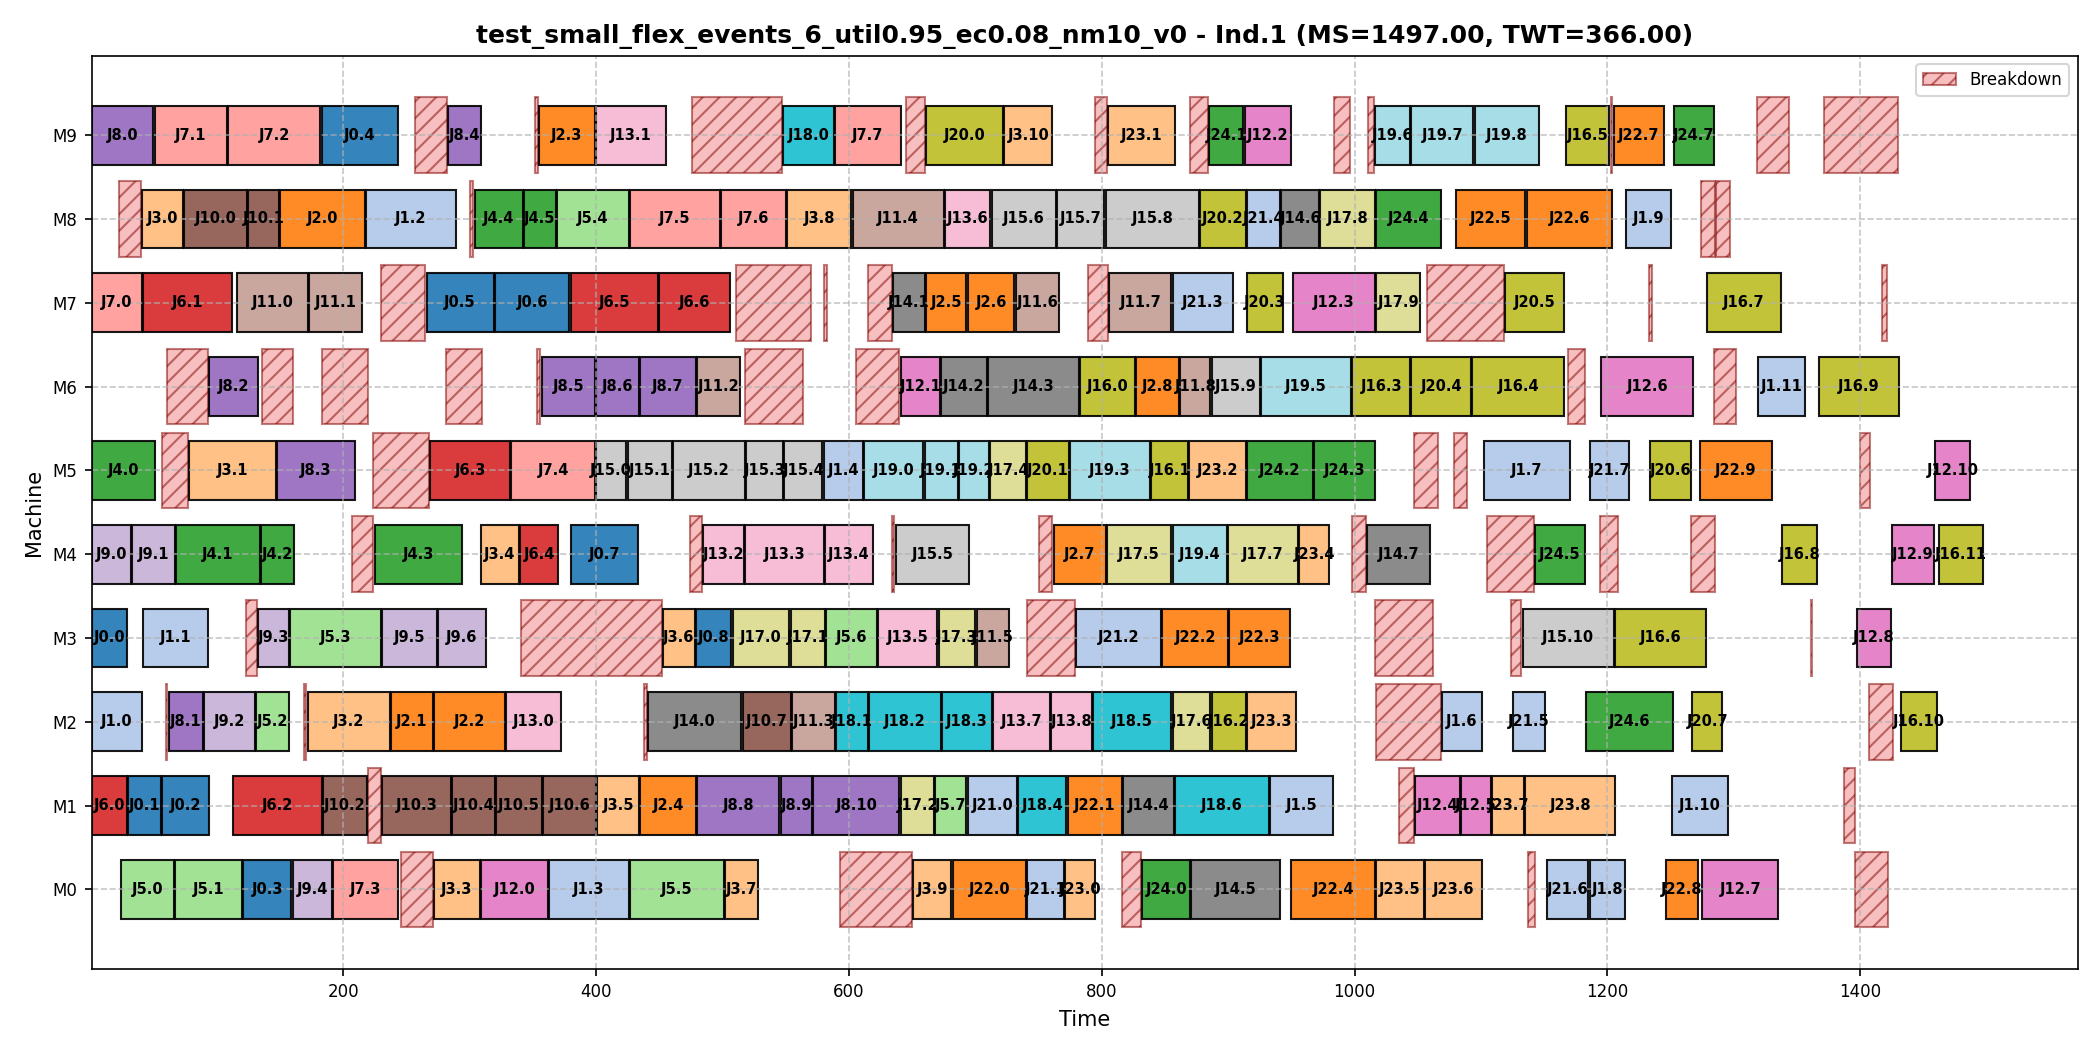 test_small_flex_events_6_util0.95_ec0.08_nm10_v0 - Ind.1 (MS=1497.00, TWT=366.00)
Breakdown
M9 J8.0 J7.1 J7.2 J0.4 J8.4 J2.3 J13.1 J18.0 J7.7 J20.0 J3.10 J23.1 J24.1 J12.2 J19.6 J19.7 J19.8 J16.5 J22.7 J24.7
M8 J3.0 J10.0 J10.1 J2.0 J1.2 J4.4 J4.5 J5.4 J7.5 J7.6 J3.8 J11.4 J13.6 J15.6 J15.7 J15.8 J20.2 J21.4 J14.6 J17.8 J24.4 J22.5 J22.6 J1.9
M7 J7.0 J6.1 J11.0 J11.1 J0.5 J0.6 J6.5 J6.6 J14.1 J2.5 J2.6 J11.6 J11.7 J21.3 J20.3 J12.3 J17.9 J20.5 J16.7
M6 J8.2 J8.5 J8.6 J8.7 J11.2 J12.1 J14.2 J14.3 J16.0 J2.8 J11.8 J15.9 J19.5 J16.3 J20.4 J16.4 J12.6 J1.11 J16.9
M5 J4.0 J3.1 J8.3 J6.3 J7.4 J15.0 J15.1 J15.2 J15.3 J15.4 J1.4 J19.0 J19.1 J19.2 J17.4 J20.1 J19.3 J16.1 J23.2 J24.2 J24.3 J1.7 J21.7 J20.6 J22.9 J12.10
M4 J9.0 J9.1 J4.1 J4.2 J4.3 J3.4 J6.4 J0.7 J13.2 J13.3 J13.4 J15.5 J2.7 J17.5 J19.4 J17.7 J23.4 J14.7 J24.5 J16.8 J12.9 J16.11
M3 J0.0 J1.1 J9.3 J5.3 J9.5 J9.6 J3.6 J0.8 J17.0 J17.1 J5.6 J13.5 J17.3 J11.5 J21.2 J22.2 J22.3 J15.10 J16.6 J12.8
M2 J1.0 J8.1 J9.2 J5.2 J3.2 J2.1 J2.2 J13.0 J14.0 J10.7 J11.3 J18.1 J18.2 J18.3 J13.7 J13.8 J18.5 J17.6 J16.2 J23.3 J1.6 J21.5 J24.6 J20.7 J16.10
M1 J6.0 J0.1 J0.2 J6.2 J10.2 J10.3 J10.4 J10.5 J10.6 J3.5 J2.4 J8.8 J8.9 J8.10 J17.2 J5.7 J21.0 J18.4 J22.1 J14.4 J18.6 J1.5 J12.4 J12.5 J23.7 J23.8 J1.10
M0 J5.0 J5.1 J0.3 J9.4 J7.3 J3.3 J12.0 J1.3 J5.5 J3.7 J3.9 J22.0 J21.1 J23.0 J24.0 J14.5 J22.4 J23.5 J23.6 J21.6 J1.8 J22.8 J12.7
Machine
200 400 600 800 1000 1200 1400
Time